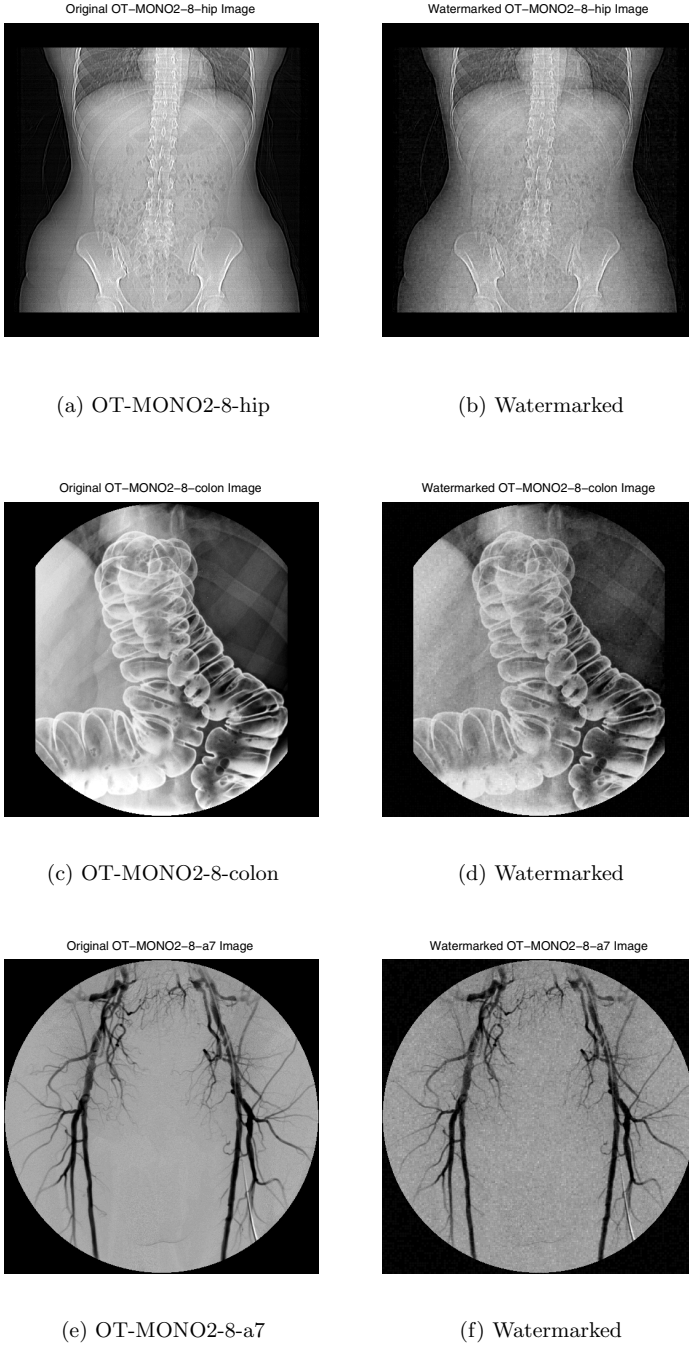 Original OT−MONO2−8−hip Image
Watermarked OT−MONO2−8−hip Image
(a) OT-MONO2-8-hip
(b) Watermarked
Original OT−MONO2−8−colon Image
Watermarked OT−MONO2−8−colon Image
(c) OT-MONO2-8-colon
(d) Watermarked
Original OT−MONO2−8−a7 Image
Watermarked OT−MONO2−8−a7 Image
(e) OT-MONO2-8-a7
(f) Watermarked